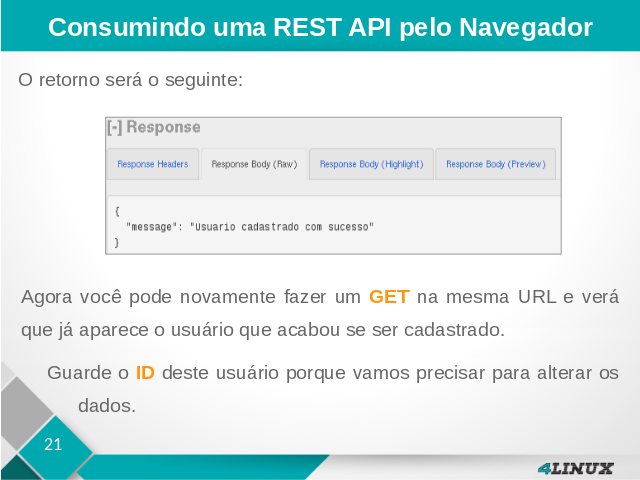 Consumindo uma REST API pelo Navegador
O retorno será o seguinte:
[-] Response
Response Headers
Response Body (Raw)
Response Body (Highlight)
Response Body (Preview)
{
"message": "Usuario cadastrado com sucesso"
}
Agora você pode novamente fazer um GET na mesma URL e verá
que já aparece o usuário que acabou se ser cadastrado.
Guarde o ID deste usuário porque vamos precisar para alterar os
dados.
21
4LINUX